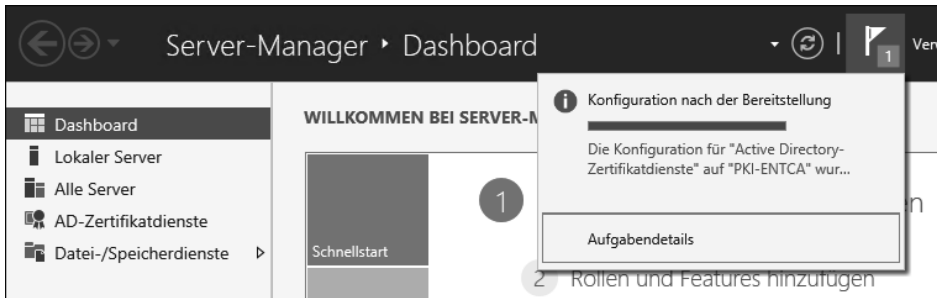 Server-Manager ‣ Dashboard
1
Dashboard
Lokaler Server
Alle Server
AD-Zertifikatdienste
Datei-/Speicherdienste
WILLKOMMEN BEI SERVER-
1
Schnellstart
Konfiguration nach der Bereitstellung
Die Konfiguration für "Active Directory-
Zertifikatdienste" auf "PKI-ENTCA" wur...
Aufgabendetails
2 Rollen und Features hinzufügen